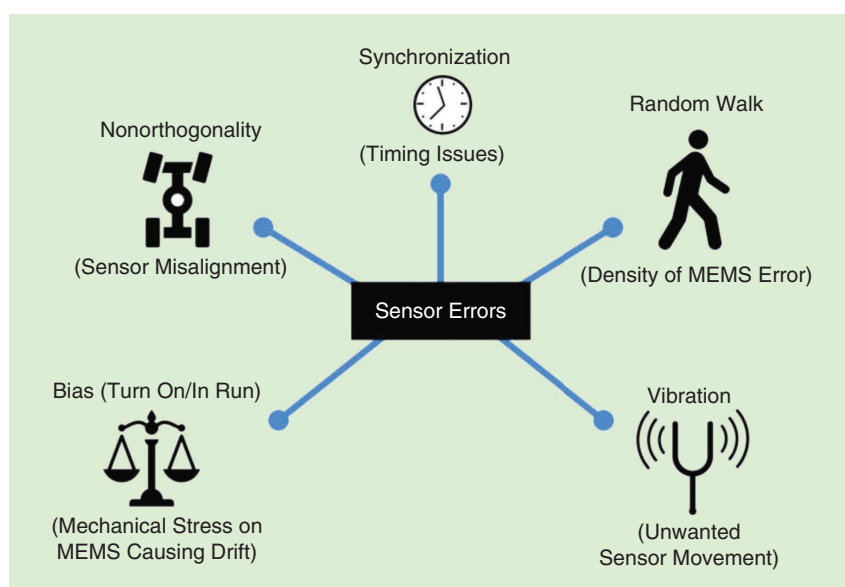 Synchronization
(Timing Issues)
Random Walk
(Density of MEMS Error)
Nonorthogonality
(Sensor Misalignment)
Sensor Errors
Bias (Turn On/In Run)
(Mechanical Stress on
MEMS Causing Drift)
Vibration
(Unwanted
Sensor Movement)